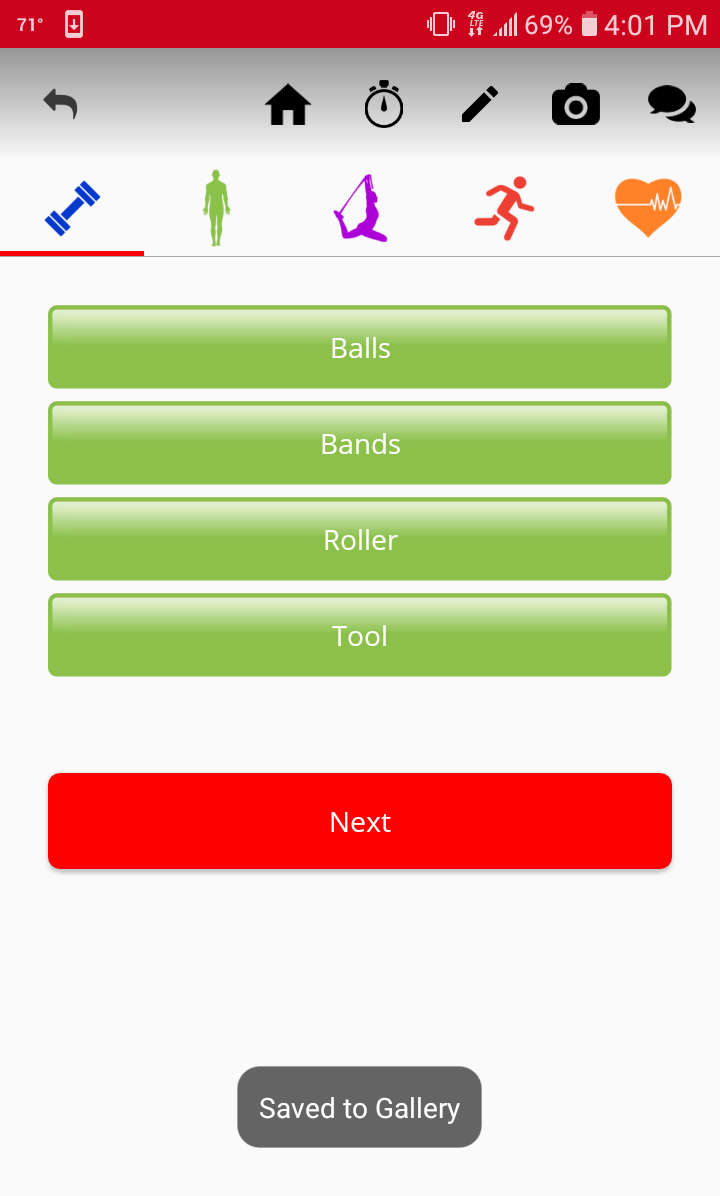 71°
4G
LTE
69%
4:01 PM
Balls
Bands
Roller
Tool
Next
Saved to Gallery